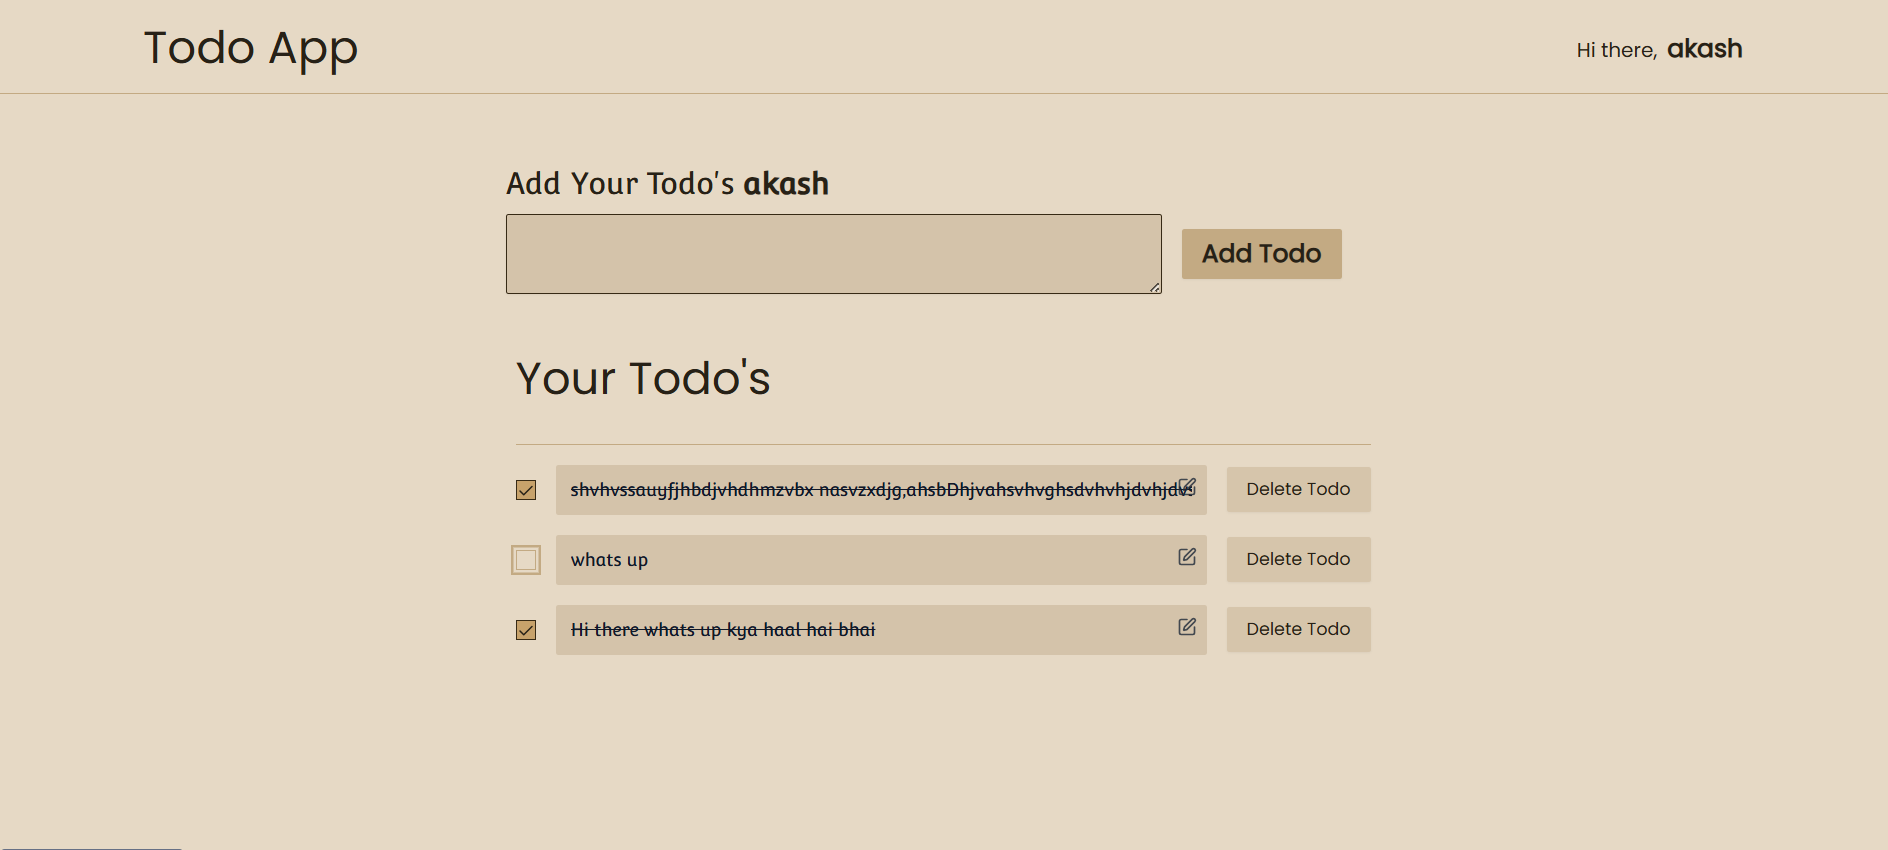 Todo App
Hi there, akash
Add Your Todo's akash
Add Todo
Your Todo's
shvhvssauyfjhbdjvhdhmzvbx nasvzxdjg,ahsbDhjvahsvhvghsdvhvhjdvhjdvs Delete Todo
whats up Delete Todo
Hi there whats up kya haal hai bhai Delete Todo